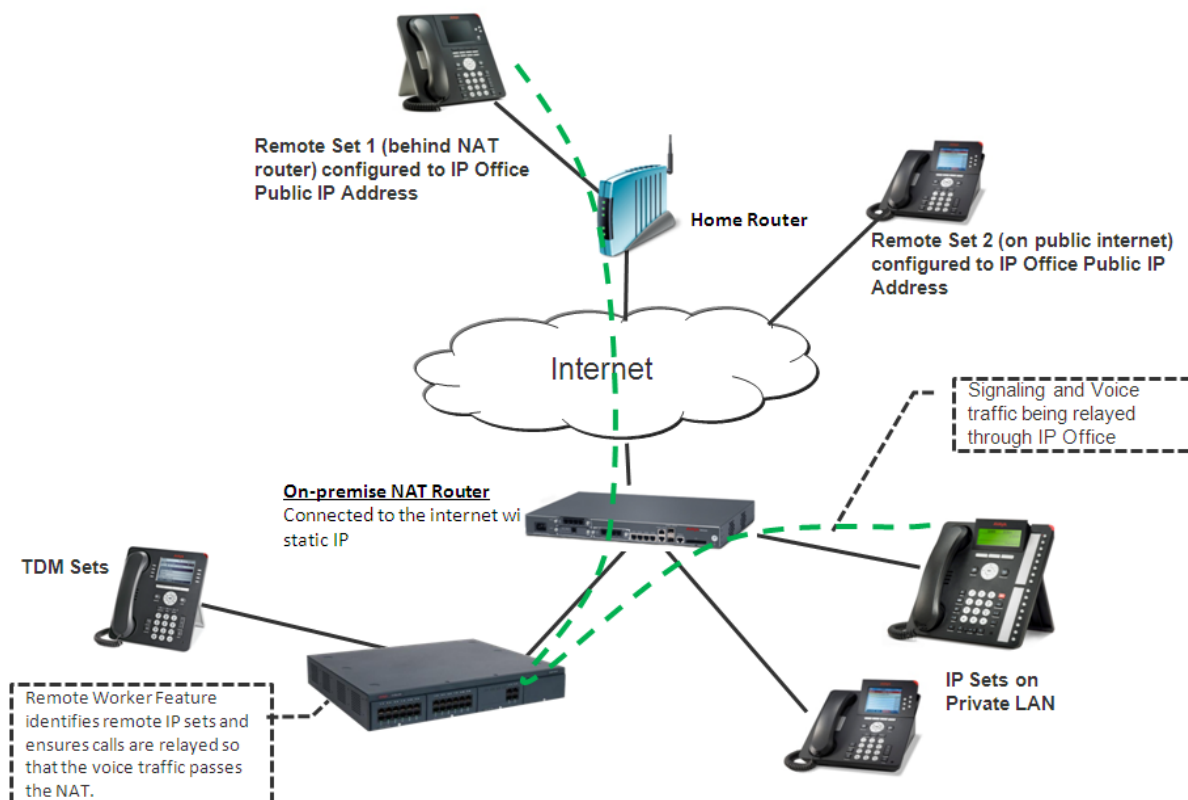 Remote Set 1 (behind NAT
router) configured to IP Office
Public IP Address
Home Router
Remote Set 2 (on public internet)
configured to IP Office Public IP
Address
Internet
Signaling and Voice
traffic being relayed
through IP Office
On-premise NAT Router
Connected to the internet wi
static IP
TDM Sets
IP Sets on
Private LAN
Remote Worker Feature
identifies remote IP sets and
ensures calls are relayed so
that the voice traffic passes
the NAT.